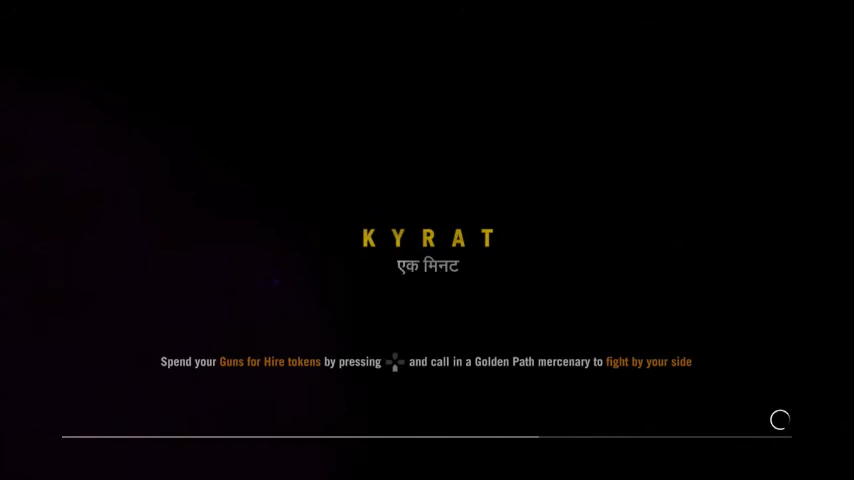 KYRAT
एक मिनट
Spend your Guns for Hire tokens by pressing and call in a Golden Path mercenary to fight by your side